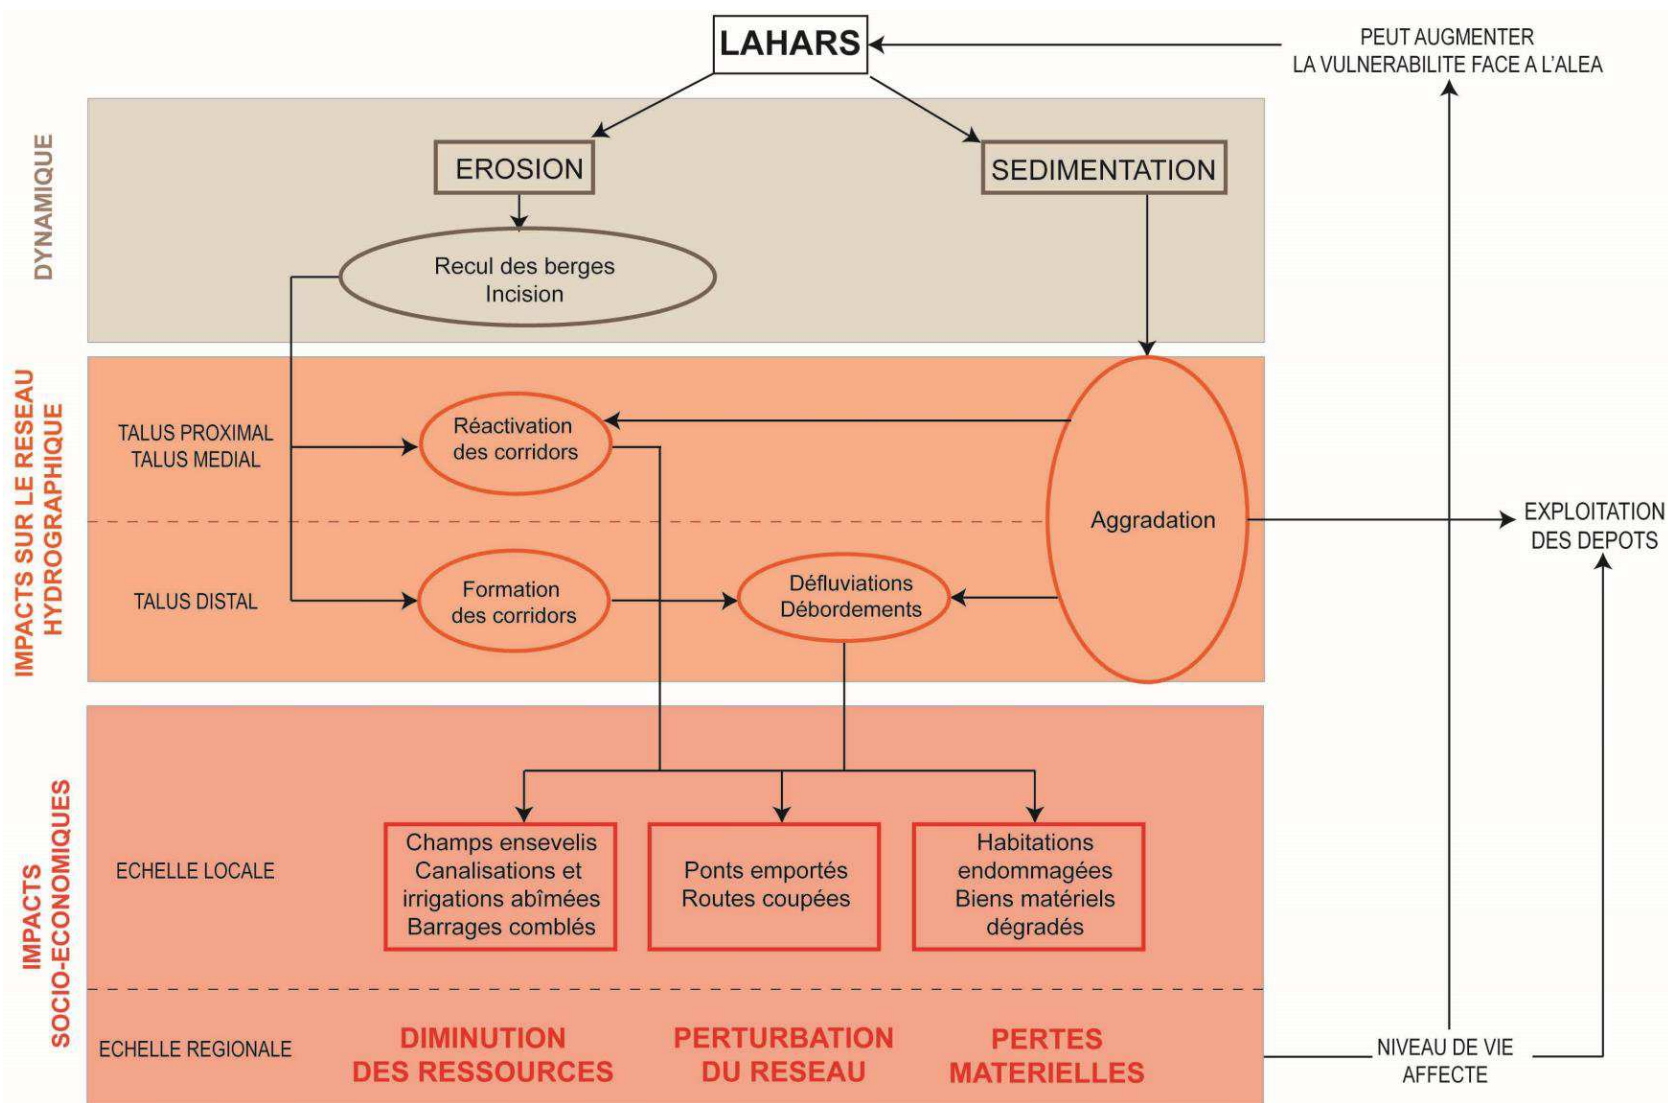 LAHARS
PEUT AUGMENTER
LA VULNERABILITE FACE A L'ALEA
DYNAMIQUE
EROSION
SEDIMENTATION
Recul des berges
Incision
IMPACTS SUR LE RESEAU
HYDROGRAPHIQUE
TALUS PROXIMAL
TALUS MEDIAL
Réactivation
des corridors
Aggradation
EXPLOITATION
DES DEPOTS
TALUS DISTAL
Formation
des corridors
Défluviations
Débordements
IMPACTS
SOCIO-ECONOMIQUES
ECHELLE LOCALE
Champs ensevelis
Canalisations et
irrigations abîmées
Barrages comblés
Ponts emportés
Routes coupées
Habitations
endommagées
Biens matériels
dégradés
ECHELLE REGIONALE
DIMINUTION
DES RESSOURCES
PERTURBATION
DU RESEAU
PERTES
MATERIELLES
NIVEAU DE VIE
AFFECTE